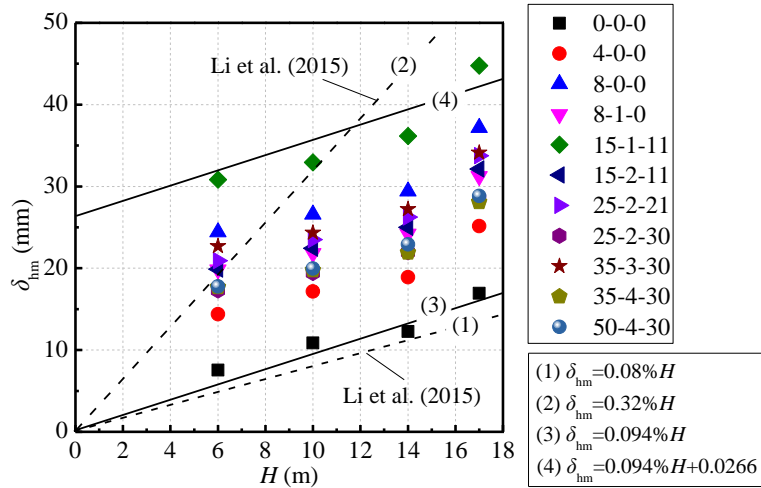 50
40
30
20
10
0
δhm (mm)
0 2 4 6 8 10 12 14 16 18
H (m)
Li et al. (2015)
(2)
(4)
(3)
(1)
Li et al. (2015)
0-0-0
4-0-0
8-0-0
8-1-0
15-1-11
15-2-11
25-2-21
25-2-30
35-3-30
35-4-30
50-4-30
(1) δhm=0.08%H
(2) δhm=0.32%H
(3) δhm=0.094%H
(4) δhm=0.094%H+0.0266